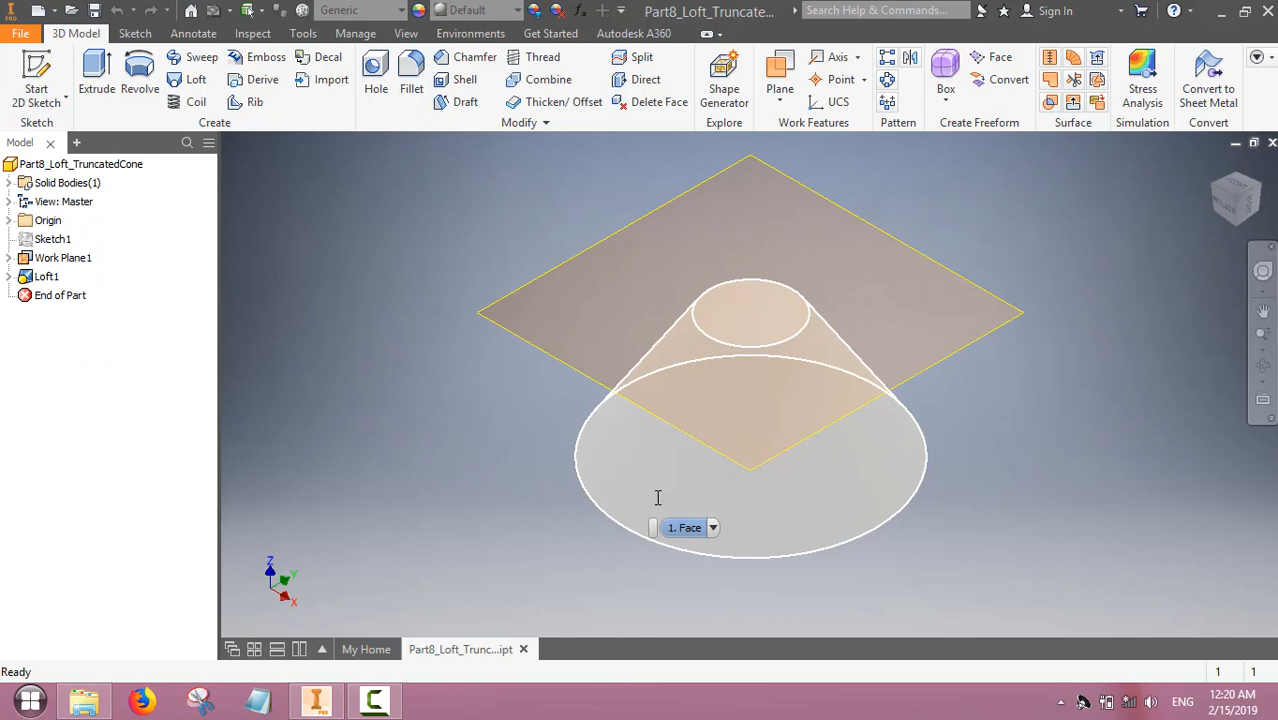 PRO Generic Default Part8_Loft_Truncate... Search Help & Commands... Sign In
File 3D Model Sketch Annotate Inspect Tools Manage View Environments Get Started Autodesk A360
Start 2D Sketch Extrude Revolve Sweep Emboss Decal Hole Fillet Chamfer Thread Split Shape Generator Plane Axis Box Face Stress Analysis Convert to Sheet Metal
Loft Derive Import Shell Combine Direct Point Convert
Coil Rib Draft Thicken/ Offset Delete Face UCS
Sketch Create Modify Explore Work Features Pattern Create Freeform Surface Simulation Convert
Model
Part8_Loft_TruncatedCone
Solid Bodies(1)
View: Master
Origin
Sketch1
Work Plane1
Loft1
End of Part
1. Face
Z
Y
X
My Home Part8_Loft_Trunc...ipt
Ready 1 1
PRO ENG 12:20 AM
2/15/2019